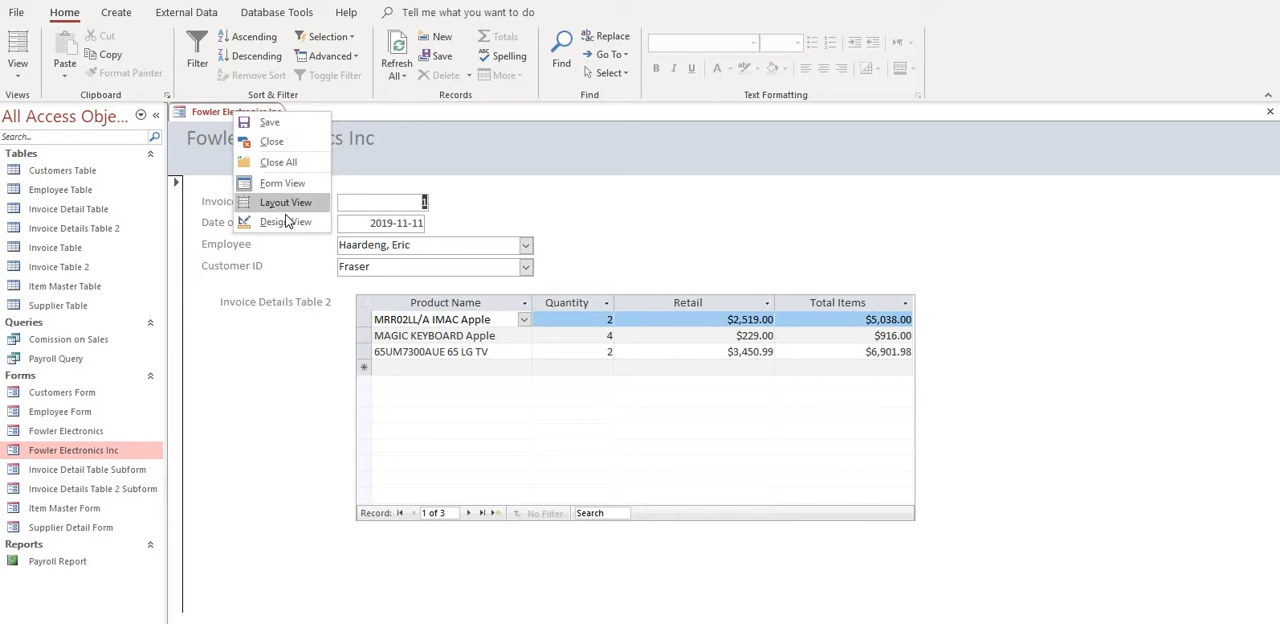 File Home Create External Data Database Tools Help Tell me what you want to do
View
Views
Paste
Cut
Copy
Format Painter
Clipboard
Filter
Ascending
Descending
Remove Sort
Selection
Advanced
Toggle Filter
Sort & Filter
Refresh
All
New
Save
Delete
Totals
Spelling
More
Records
Find
Replace
Go To
Select
Find
B I U A
Text Formatting
All Access Obje...
Search...
Tables
Customers Table
Employee Table
Invoice Detail Table
Invoice Details Table 2
Invoice Table
Invoice Table 2
Item Master Table
Supplier Table
Queries
Comission on Sales
Payroll Query
Forms
Customers Form
Employee Form
Fowler Electronics
Fowler Electronics Inc
Invoice Detail Table Subform
Invoice Details Table 2 Subform
Item Master Form
Supplier Detail Form
Reports
Payroll Report
Fowler Electronics Inc
Save
Close
Close All
Form View
Layout View
Design View
Invoice 1
Date o 2019-11-11
Employee Haardeng, Eric
Customer ID Fraser
Invoice Details Table 2
Product Name Quantity Retail Total Items
MRR02LL/A IMAC Apple 2 $2,519.00 $5,038.00
MAGIC KEYBOARD Apple 4 $229.00 $916.00
65UM7300AUE 65 LG TV 2 $3,450.99 $6,901.98
Record: 1 of 3 No Filter Search